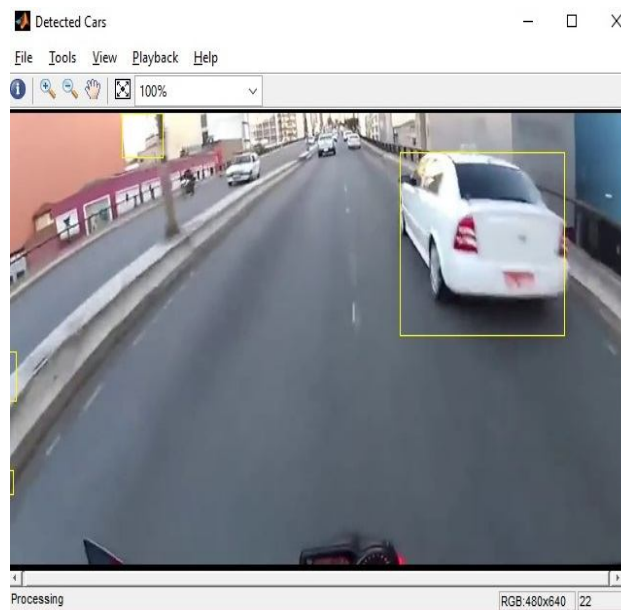 Detected Cars
File Tools View Playback Help
100%
Processing
RGB:480x640 22